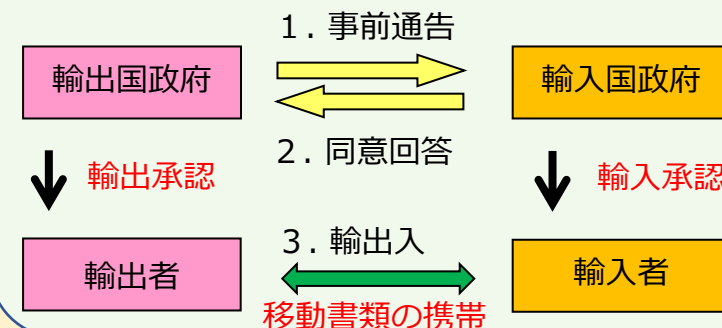 1．事前通告
輸出国政府
輸入国政府
2．同意回答
輸出承認
輸入承認
3．輸出入
輸出者
輸入者
移動書類の携帯